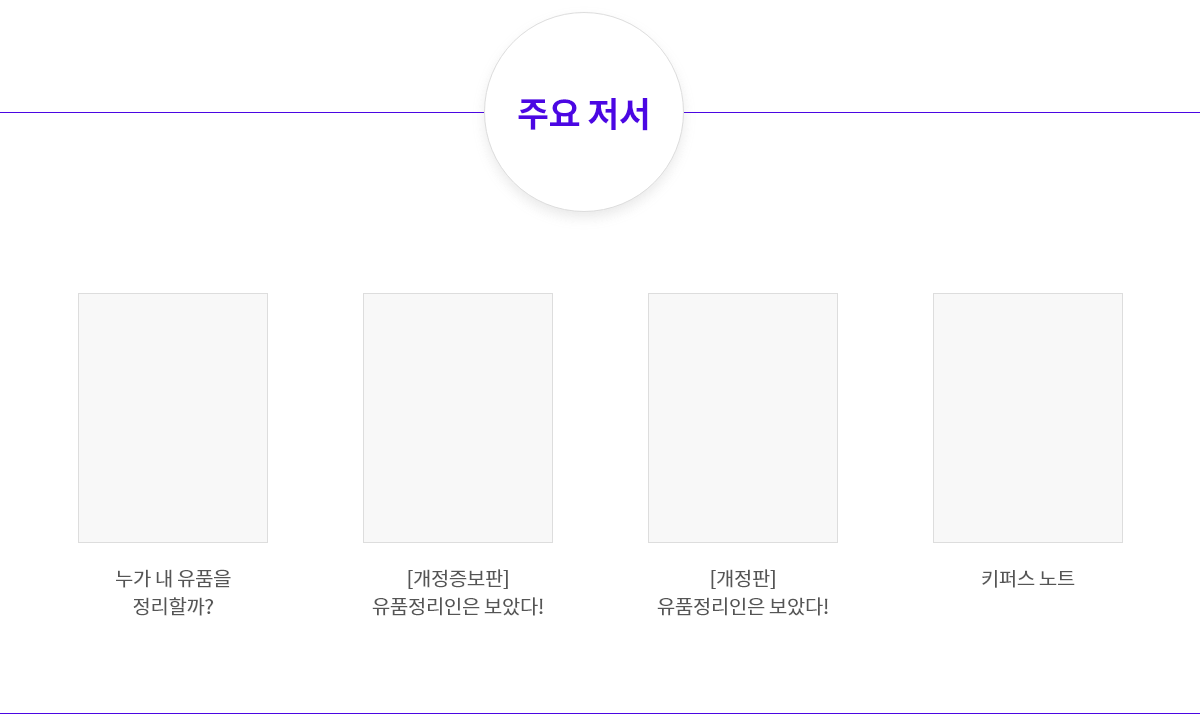 주요 저서
누가 내 유품을
정리할까?
[개정증보판]
유품정리인은 보았다!
[개정판]
유품정리인은 보았다!
키퍼스 노트